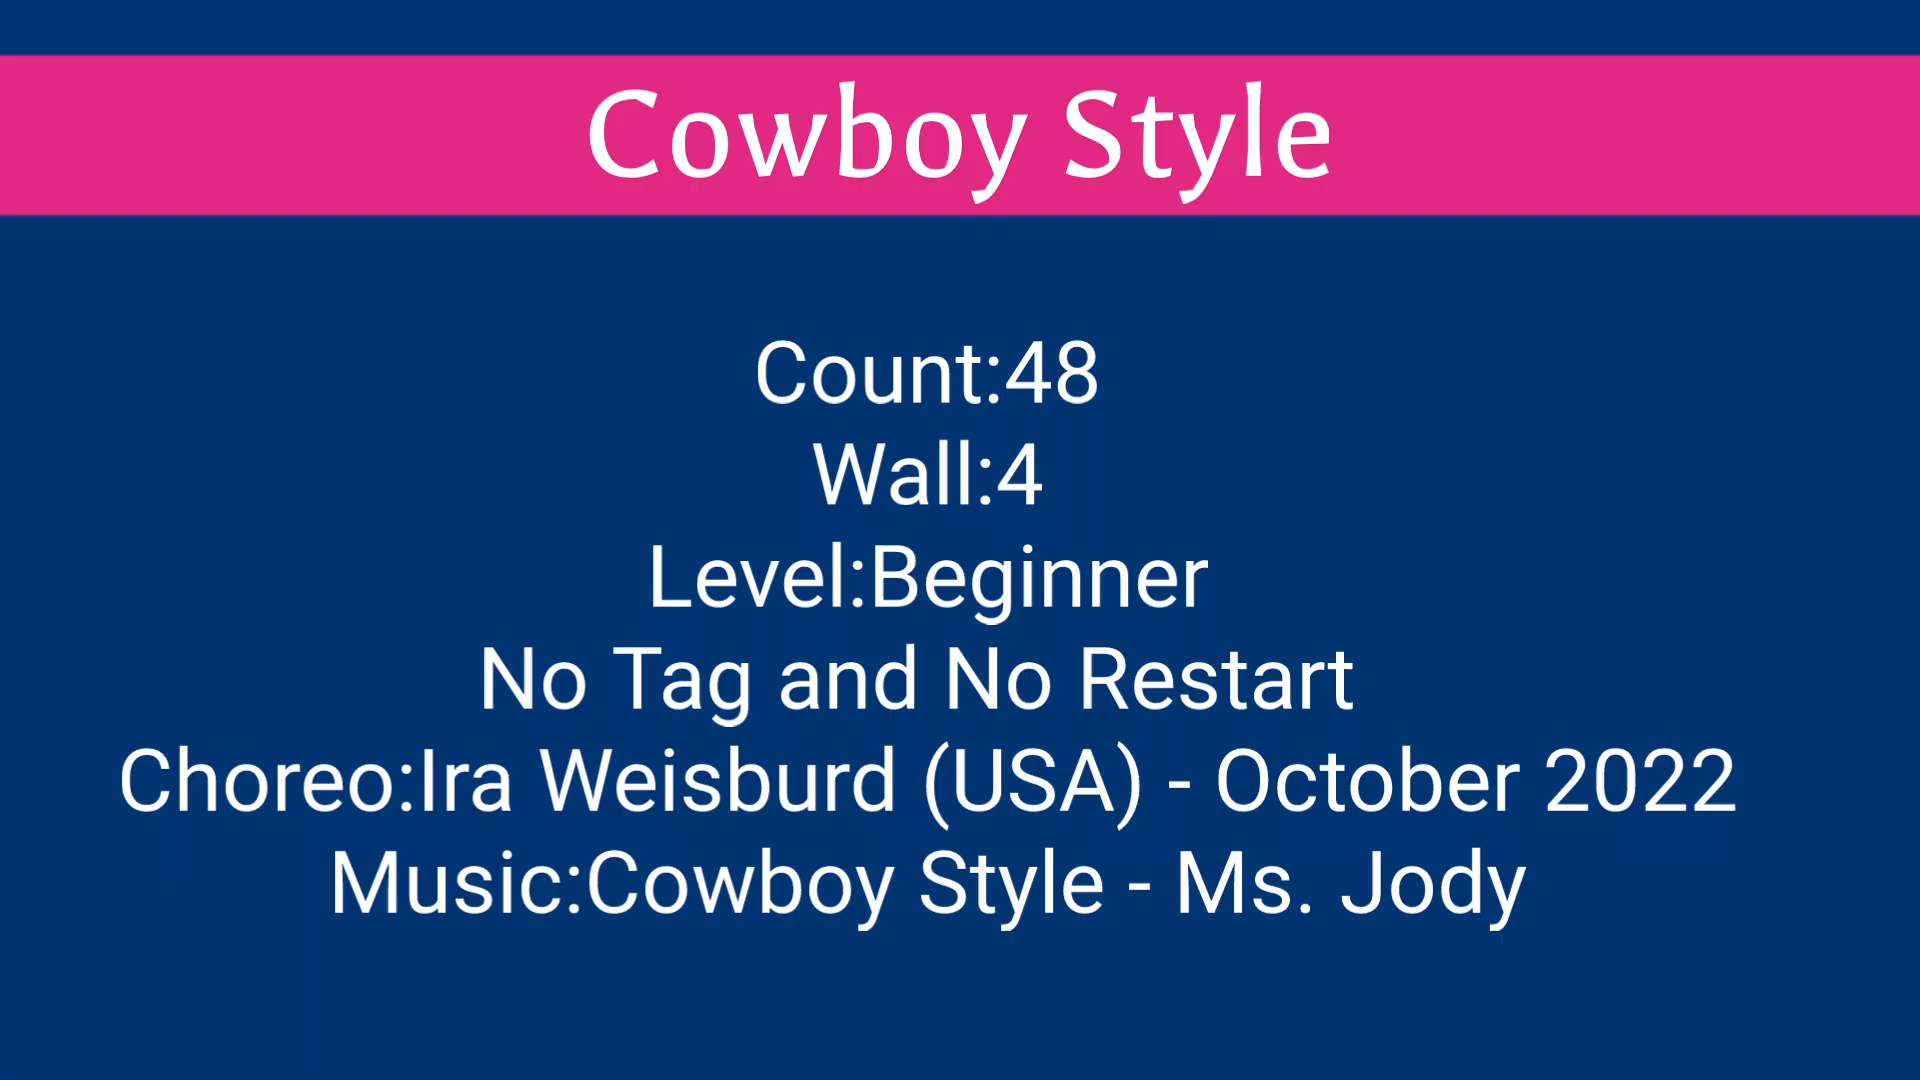 Cowboy Style
Count:48
Wall:4
Level:Beginner
No Tag and No Restart
Choreo:Ira Weisburd (USA) - October 2022
Music:Cowboy Style - Ms. Jody